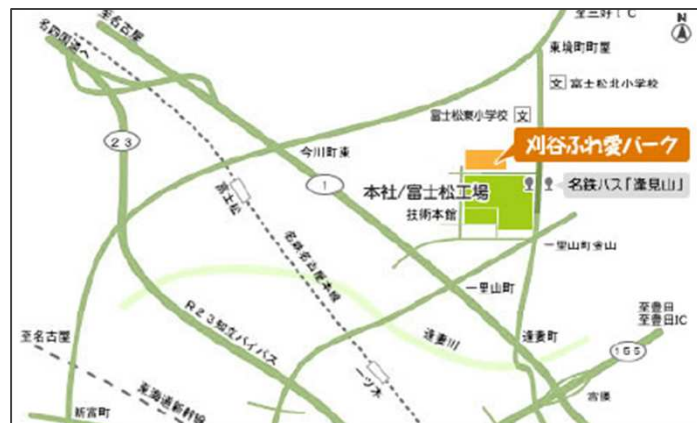 至三好IC
N
至名古屋
名四国道へ
東境町町屋
文 富士松北小学校
富士松東小学校 文
23
今川町東
刈谷ふれ愛パーク
1
本社/富士松工場
名鉄バス「逢見山」
富士松
技術本館
名鉄名古屋本線
一里山町金山
一里山町
R23知立バイパス
逢妻川
至豊田
至豊田IC
至名古屋
逢妻町
155
一ツ木
東海道新幹線
新富町